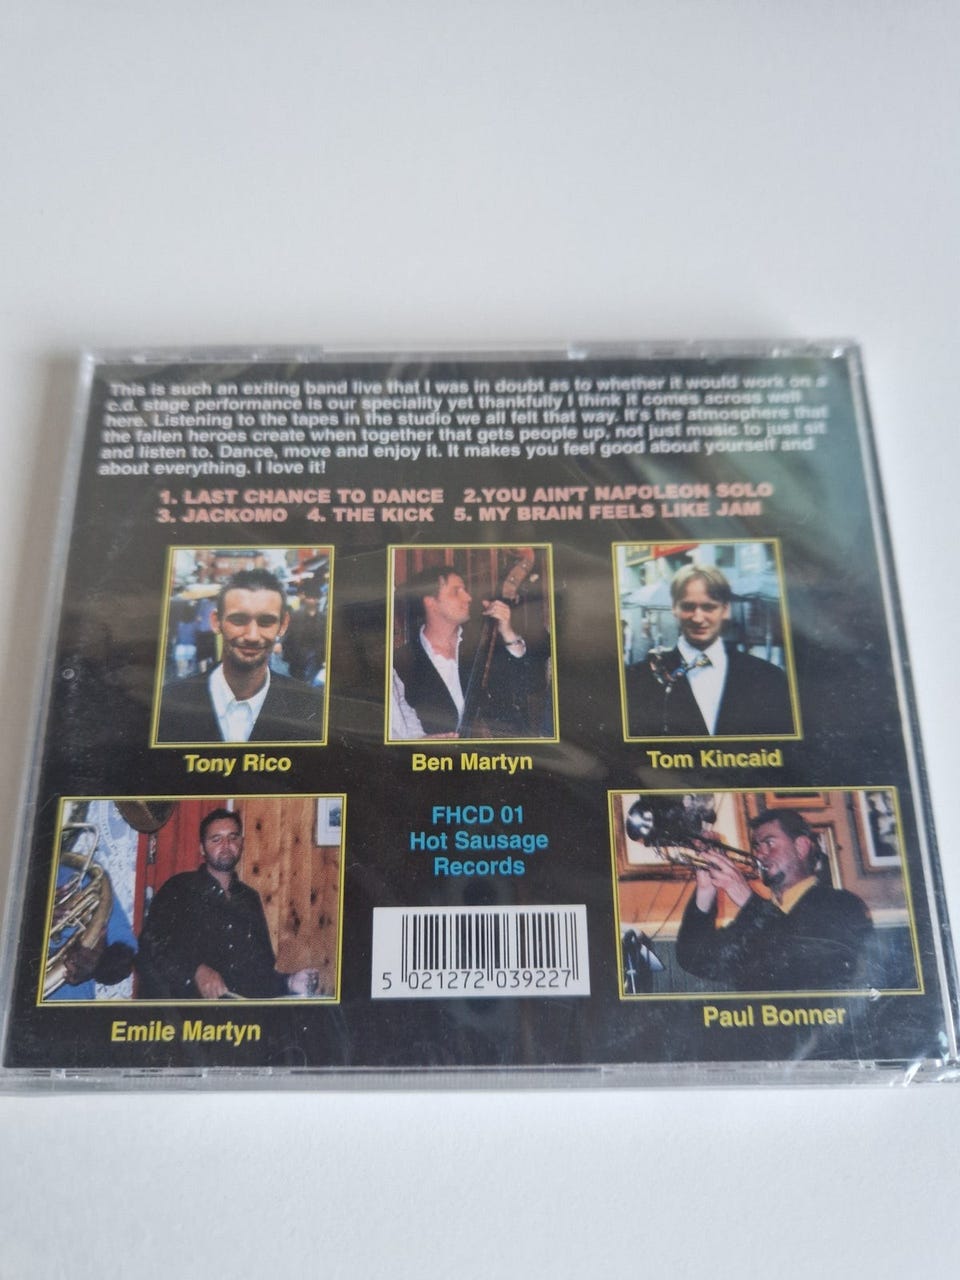 This is such an exiting band live that I was in doubt as to whether it would work on a
c.d. stage performance is our speciality yet thankfully I think it comes across well
here. Listening to the tapes in the studio we all felt that way. It's the atmosphere that
the fallen heroes create when together that gets people up, not just music to just sit
and listen to. Dance, move and enjoy it. It makes you feel good about yourself and
about everything. I love it!
1. LAST CHANCE TO DANCE 2.YOU AIN'T NAPOLEON SOLO
3. JACKOMO 4. THE KICK 5. MY BRAIN FEELS LIKE JAM
Tony Rico
Ben Martyn
Tom Kincaid
FHCD 01
Hot Sausage
Records
5 021272 039227
Emile Martyn
Paul Bonner